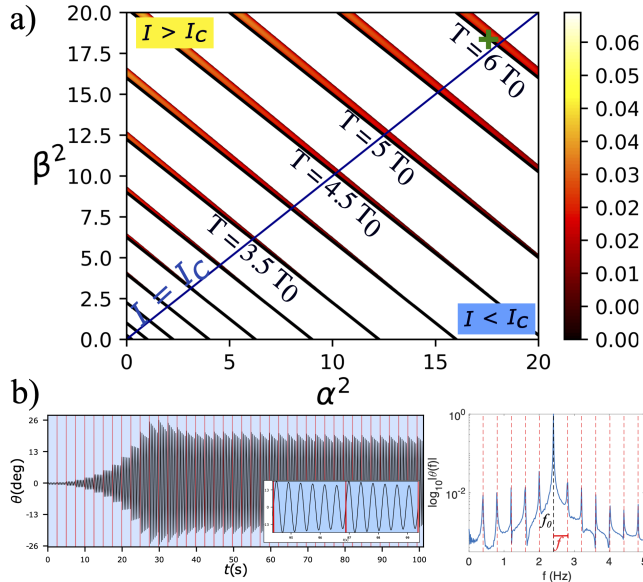 a)
I > I_C
20.0
17.5
15.0
12.5
10.0
7.5
5.0
2.5
0.0
β²
0 5 10 15 20
α²
T = 6 T0
T = 5 T0
T = 4.5 T0
T = 3.5 T0
I = I_C
I < I_C
0.06
0.05
0.04
0.03
0.02
0.01
0.00
b)
26
13
0
-13
-26
θ(deg)
0 10 20 30 40 50 60 70 80 90 100
t(s)
10⁰
10⁻²
log₁₀|θ(f)|
f₀
f
0 1 2 3 4 5
f (Hz)